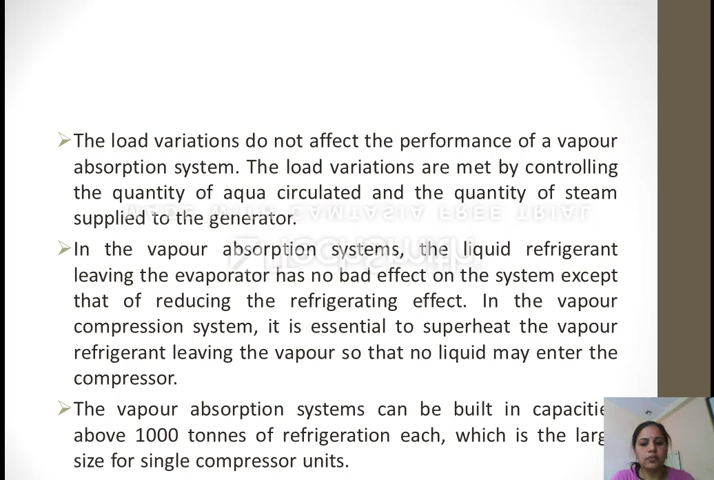 The load variations do not affect the performance of a vapour
absorption system. The load variations are met by controlling
the quantity of aqua circulated and the quantity of steam
supplied to the generator.
In the vapour absorption systems, the liquid refrigerant
leaving the evaporator has no bad effect on the system except
that of reducing the refrigerating effect. In the vapour
compression system, it is essential to superheat the vapour
refrigerant leaving the vapour so that no liquid may enter the
compressor.
The vapour absorption systems can be built in capacitie
above 1000 tonnes of refrigeration each, which is the larg
size for single compressor units.
MADE WITH CAMTASIA FREE TRIAL